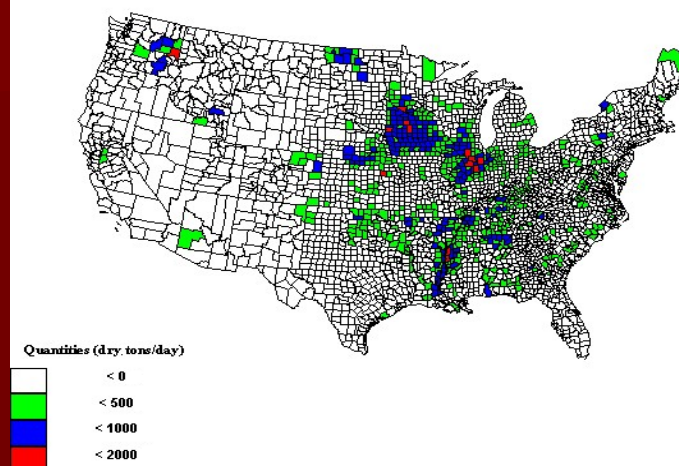 Quantities (dry tons/day)
< 0
< 500
< 1000
< 2000